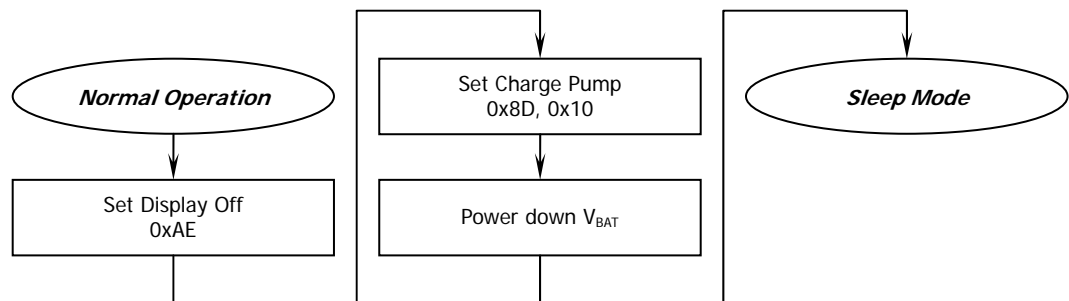 Normal Operation
Set Display Off
0xAE
Set Charge Pump
0x8D, 0x10
Power down VBAT
Sleep Mode